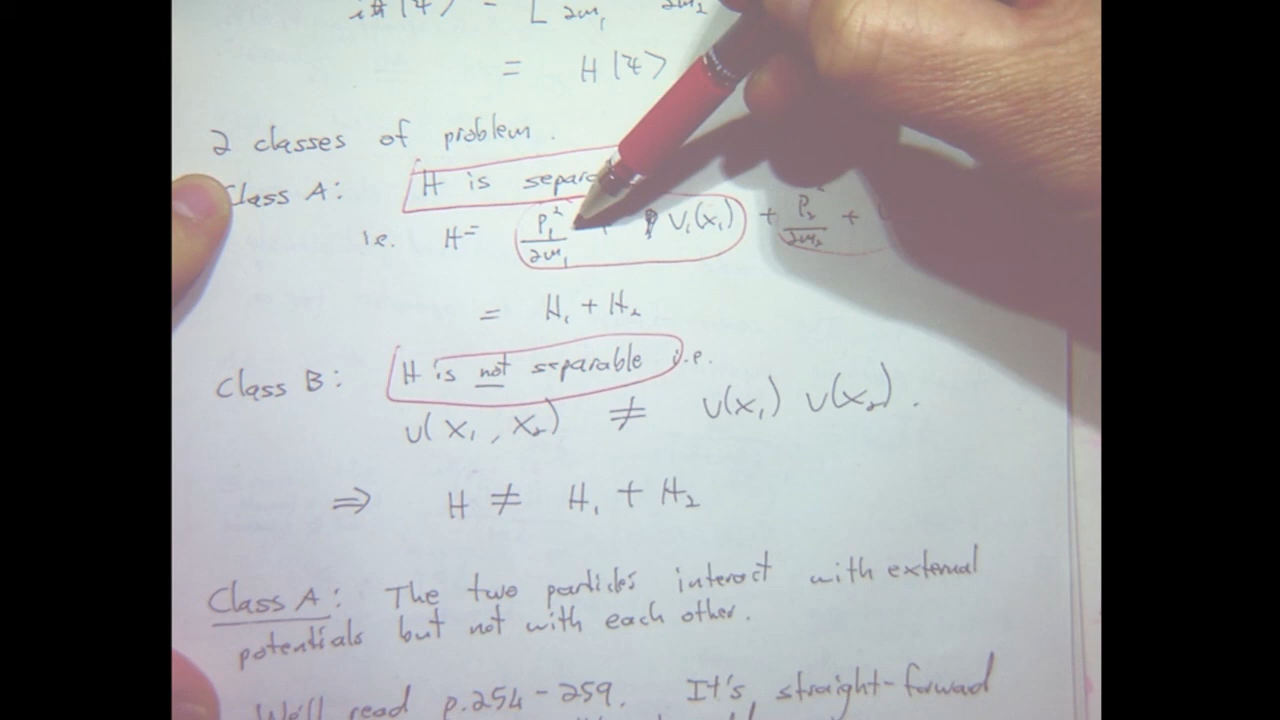 = H |ψ>
2 classes of problem.
Class A: H is
i.e. H = P₁²/2m₁ + V₁(x₁) + P₂²/2m₂ +
= H₁ + H₂
Class B: H is not separable i.e.
V(x₁, x₂) ≠ V(x₁) V(x₂).
⇒ H ≠ H₁ + H₂
Class A: The two particles interact with external
potentials but not with each other.
We'll read p.254-259. It's straight-forward